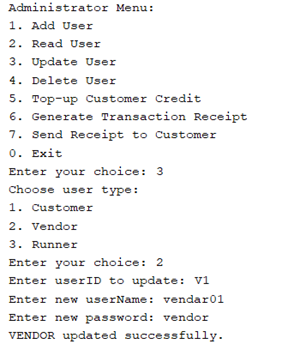 Administrator Menu:
1. Add User
2. Read User
3. Update User
4. Delete User
5. Top-up Customer Credit
6. Generate Transaction Receipt
7. Send Receipt to Customer
0. Exit
Enter your choice: 3
Choose user type:
1. Customer
2. Vendor
3. Runner
Enter your choice: 2
Enter userID to update: V1
Enter new userName: vendar01
Enter new password: vendor
VENDOR updated successfully.